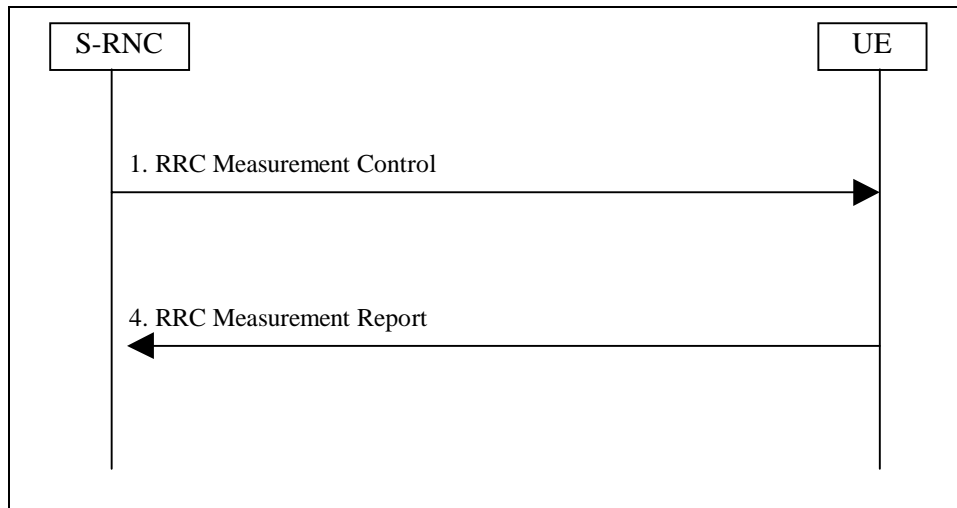 S-RNC
UE
1. RRC Measurement Control
4. RRC Measurement Report